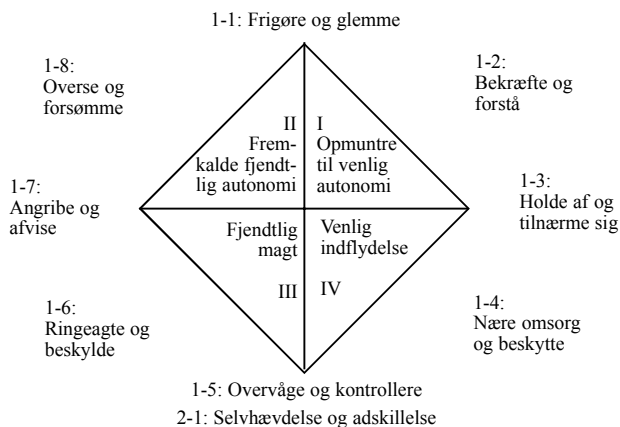 1-1: Frigøre og glemme
1-8:
Overse og
forsømme
1-2:
Bekræfte og
forstå
II
Frem-
kalde fjendt-
lig autonomi
I
Opmuntre
til venlig
autonomi
1-7:
Angribe og
afvise
1-3:
Holde af og
tilnærme sig
Fjendtlig
magt
III
Venlig
indflydelse
IV
1-6:
Ringeagte og
beskylde
1-4:
Nære omsorg
og beskytte
1-5: Overvåge og kontrollere
2-1: Selvhævdelse og adskillelse